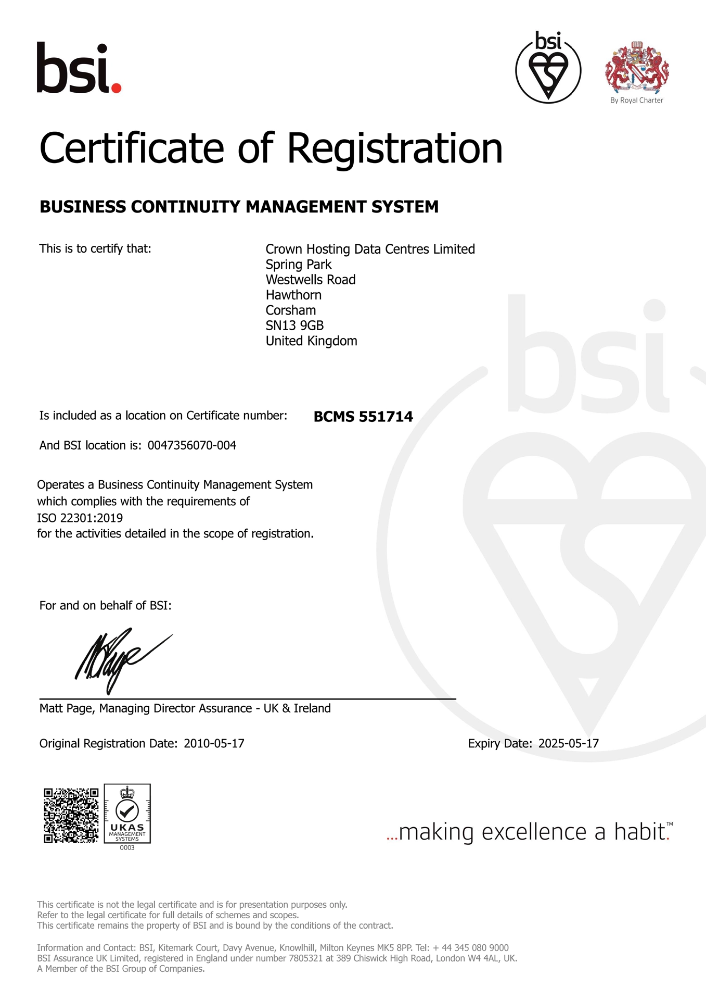 bsi.
bsi
By Royal Charter
Certificate of Registration
BUSINESS CONTINUITY MANAGEMENT SYSTEM
This is to certify that:
Crown Hosting Data Centres Limited
Spring Park
Westwells Road
Hawthorn
Corsham
SN13 9GB
United Kingdom
bsi
Is included as a location on Certificate number: BCMS 551714
And BSI location is: 0047356070-004
Operates a Business Continuity Management System
which complies with the requirements of
ISO 22301:2019
for the activities detailed in the scope of registration.
For and on behalf of BSI:
Matt Page, Managing Director Assurance - UK & Ireland
Original Registration Date: 2010-05-17
Expiry Date: 2025-05-17
UKAS
MANAGEMENT
SYSTEMS
0003
...making excellence a habit.™
This certificate is not the legal certificate and is for presentation purposes only.
Refer to the legal certificate for full details of schemes and scopes.
This certificate remains the property of BSI and is bound by the conditions of the contract.
Information and Contact: BSI, Kitemark Court, Davy Avenue, Knowlhill, Milton Keynes MK5 8PP. Tel: + 44 345 080 9000
BSI Assurance UK Limited, registered in England under number 7805321 at 389 Chiswick High Road, London W4 4AL, UK.
A Member of the BSI Group of Companies.